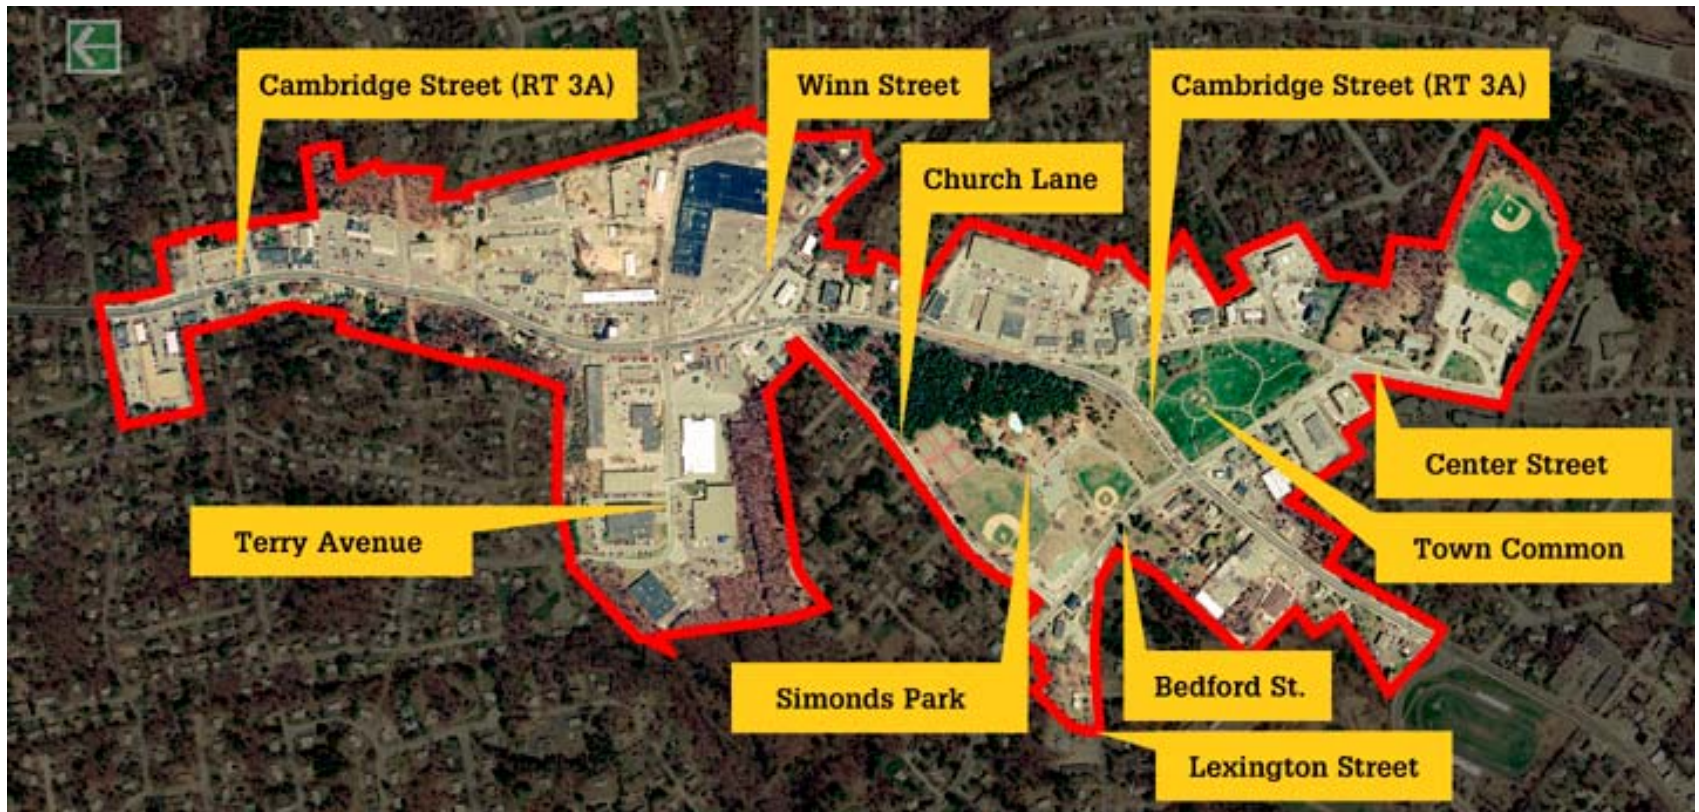 Cambridge Street (RT 3A)
Winn Street
Cambridge Street (RT 3A)
Church Lane
Center Street
Terry Avenue
Town Common
Simonds Park
Bedford St.
Lexington Street